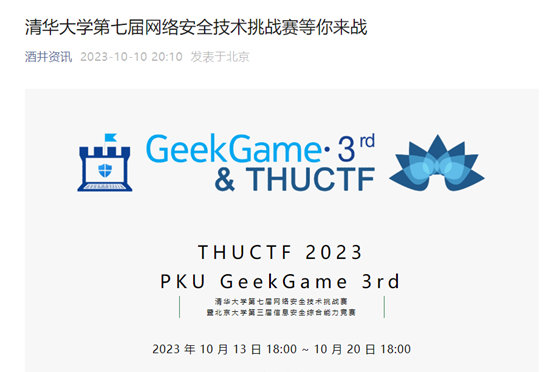 清华大学第七届网络安全技术挑战赛等你来战
酒井资讯 2023-10-10 20:10 发表于北京
GeekGame·3rd
& THUCTF
THUCTF 2023
PKU GeekGame 3rd
清华大学第七届网络安全技术挑战赛
暨北京大学第三届信息安全综合能力竞赛
2023 年 10 月 13 日 18:00 ~ 10 月 20 日 18:00